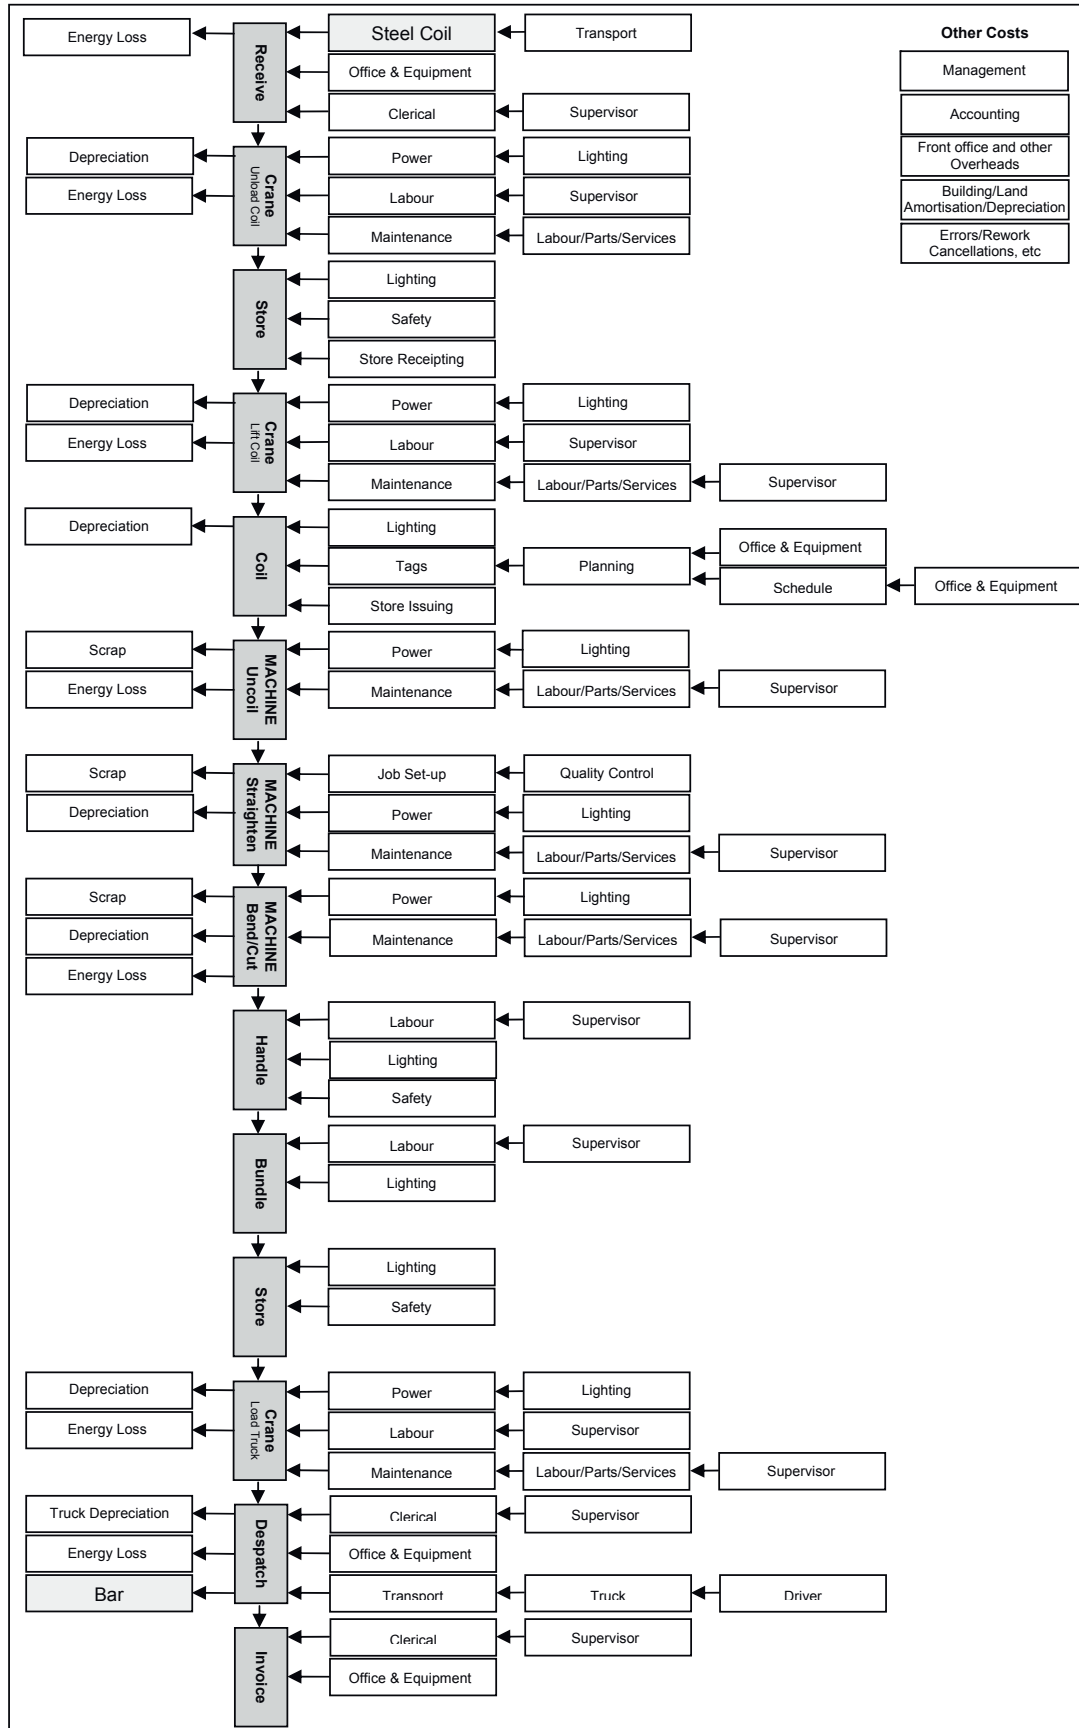 Energy Loss
Receive
Steel Coil
Transport
Office & Equipment
Clerical
Supervisor
Other Costs
Management
Accounting
Front office and other
Overheads
Building/Land
Amortisation/Depreciation
Errors/Rework
Cancellations, etc
Depreciation
Energy Loss
Crane
Unload Coil
Power
Lighting
Labour
Supervisor
Maintenance
Labour/Parts/Services
Store
Lighting
Safety
Store Receipting
Depreciation
Energy Loss
Crane
Lift Coil
Power
Lighting
Labour
Supervisor
Maintenance
Labour/Parts/Services
Supervisor
Depreciation
Coil
Lighting
Tags
Planning
Office & Equipment
Schedule
Office & Equipment
Store Issuing
Scrap
Energy Loss
MACHINE
Uncoil
Power
Lighting
Maintenance
Labour/Parts/Services
Supervisor
Scrap
Depreciation
MACHINE
Straighten
Job Set-up
Quality Control
Power
Lighting
Maintenance
Labour/Parts/Services
Supervisor
Scrap
Depreciation
Energy Loss
MACHINE
Bend/Cut
Power
Lighting
Maintenance
Labour/Parts/Services
Supervisor
Handle
Labour
Supervisor
Lighting
Safety
Bundle
Labour
Supervisor
Lighting
Store
Lighting
Safety
Depreciation
Energy Loss
Crane
Load Truck
Power
Lighting
Labour
Supervisor
Maintenance
Labour/Parts/Services
Supervisor
Truck Depreciation
Energy Loss
Bar
Despatch
Clerical
Supervisor
Office & Equipment
Transport
Truck
Driver
Invoice
Clerical
Supervisor
Office & Equipment